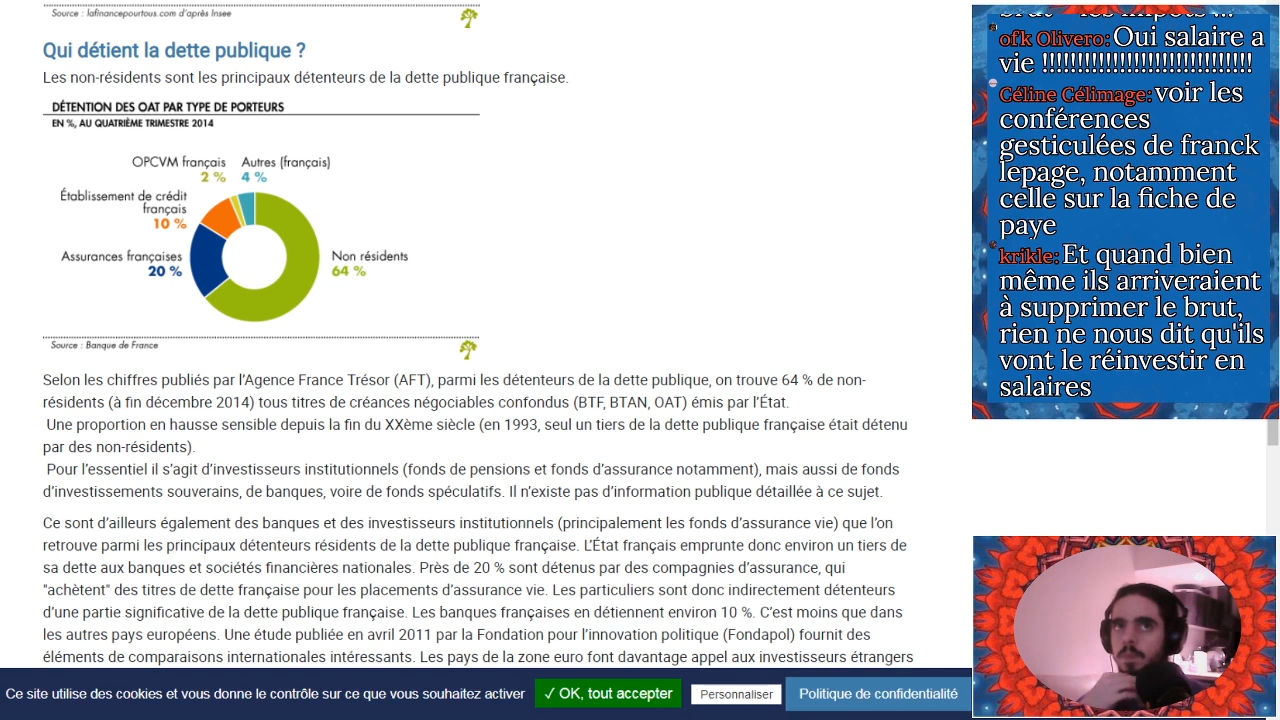 Source : lafinancepourtous.com d'après Insee
Qui détient la dette publique ?
Les non-résidents sont les principaux détenteurs de la dette publique française.
DÉTENTION DES OAT PAR TYPE DE PORTEURS
EN %, AU QUATRIÈME TRIMESTRE 2014
OPCVM français
2 %
Autres (français)
4 %
Établissement de crédit
français
10 %
Assurances françaises
20 %
Non résidents
64 %
Source : Banque de France
Selon les chiffres publiés par l'Agence France Trésor (AFT), parmi les détenteurs de la dette publique, on trouve 64 % de non-
résidents (à fin décembre 2014) tous titres de créances négociables confondus (BTF, BTAN, OAT) émis par l'État.
Une proportion en hausse sensible depuis la fin du XXème siècle (en 1993, seul un tiers de la dette publique française était détenu
par des non-résidents).
Pour l'essentiel il s'agit d'investisseurs institutionnels (fonds de pensions et fonds d'assurance notamment), mais aussi de fonds
d'investissements souverains, de banques, voire de fonds spéculatifs. Il n'existe pas d'information publique détaillée à ce sujet.
Ce sont d'ailleurs également des banques et des investisseurs institutionnels (principalement les fonds d'assurance vie) que l'on
retrouve parmi les principaux détenteurs résidents de la dette publique française. L'État français emprunte donc environ un tiers de
sa dette aux banques et sociétés financières nationales. Près de 20 % sont détenus par des compagnies d'assurance, qui
"achètent" des titres de dette française pour les placements d'assurance vie. Les particuliers sont donc indirectement détenteurs
d'une partie significative de la dette publique française. Les banques françaises en détiennent environ 10 %. C'est moins que dans
les autres pays européens. Une étude publiée en avril 2011 par la Fondation pour l'innovation politique (Fondapol) fournit des
éléments de comparaisons internationales intéressants. Les pays de la zone euro font davantage appel aux investisseurs étrangers
Ce site utilise des cookies et vous donne le contrôle sur ce que vous souhaitez activer
✓ OK, tout accepter
Personnaliser
Politique de confidentialité
ofk Olivero: Oui salaire a
vie !!!!!!!!!!!!!!!!!!!!!!!!!
Céline Célimage: voir les
conférences
gesticulées de franck
lepage, notamment
celle sur la fiche de
paye
krikle: Et quand bien
même ils arriveraient
à supprimer le brut
rien ne nous dit qu'ils
vont le réinvestir en
salaires